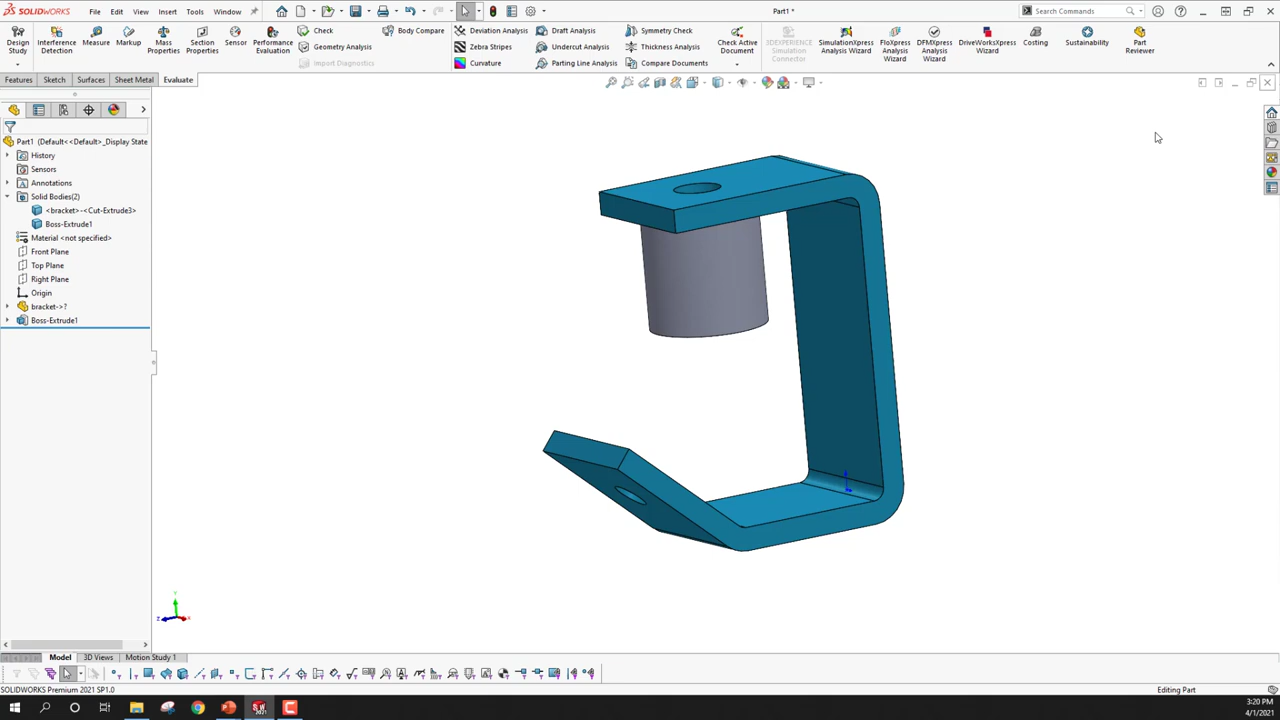 SOLIDWORKS File Edit View Insert Tools Window Part1 * Search Commands
Design Study Interference Detection Measure Markup Mass Properties Section Properties Sensor Performance Evaluation Check Geometry Analysis Import Diagnostics Body Compare Deviation Analysis Zebra Stripes Curvature Draft Analysis Undercut Analysis Parting Line Analysis Symmetry Check Thickness Analysis Compare Documents Check Active Document 3DEXPERIENCE Simulation Connector SimulationXpress Analysis Wizard FloXpress Analysis Wizard DFMXpress Analysis Wizard DriveWorksXpress Wizard Costing Sustainability Part Reviewer
Features Sketch Surfaces Sheet Metal Evaluate
Part1 (Default<<Default>_Display State
History
Sensors
Annotations
Solid Bodies(2)
<bracket>-<Cut-Extrude3>
Boss-Extrude1
Material <not specified>
Front Plane
Top Plane
Right Plane
Origin
bracket->?
Boss-Extrude1
Y
Z X
Model 3D Views Motion Study 1
SOLIDWORKS Premium 2021 SP1.0 Editing Part
3:20 PM
4/1/2021